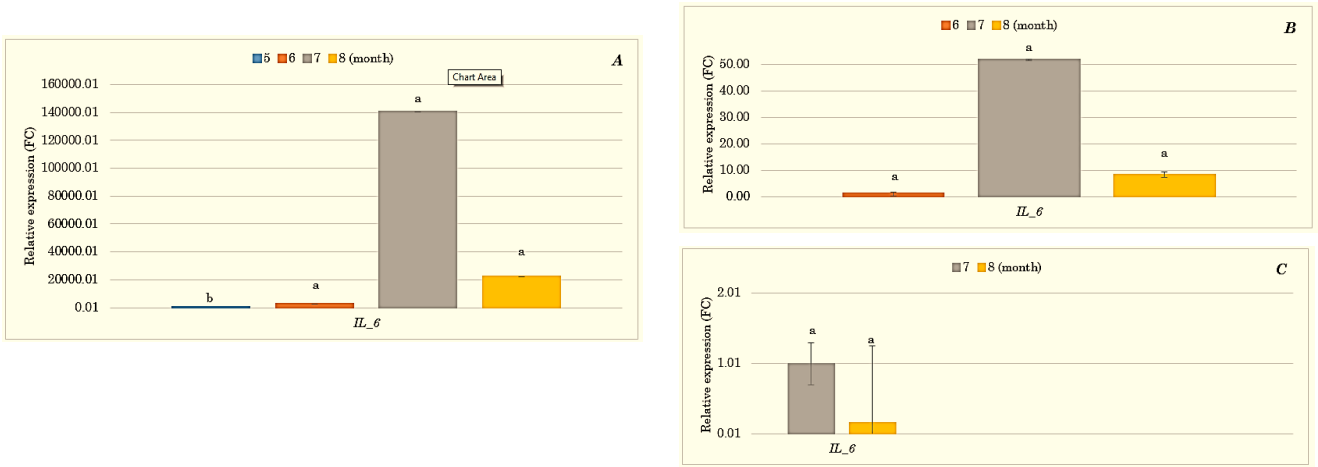 5 6 7 8 (month)
A
Chart Area
Relative expression (FC)
160000.01
140000.01
120000.01
100000.01
80000.01
60000.01
40000.01
20000.01
0.01
b
a
a
a
IL_6
6 7 8 (month)
B
Relative expression (FC)
50.00
40.00
30.00
20.00
10.00
0.00
a
a
a
IL_6
7 8 (month)
C
Relative expression (FC)
2.01
1.01
0.01
a
a
IL_6